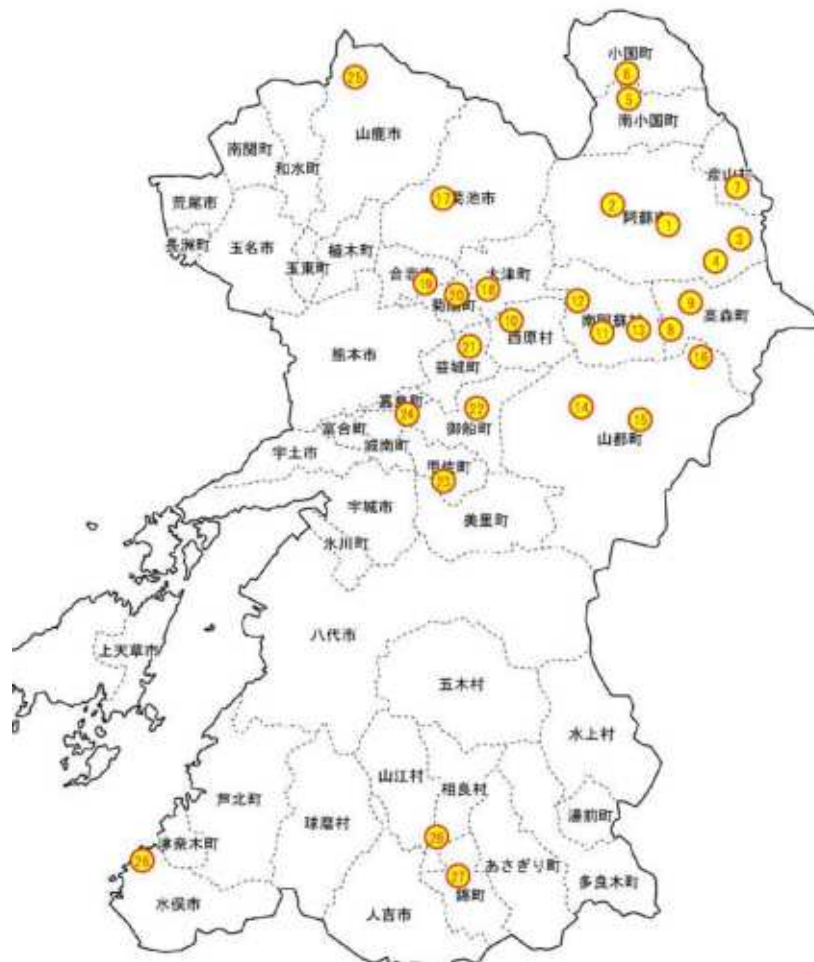 小国町
6
5
南小国町
25
山鹿市
南関町
和水町
荒尾市
長洲町
玉名市
玉東町
植木町
17
菊池市
産山村
7
2
阿蘇市
1
3
4
合志市
19
大津町
18
20
菊陽町
10
西原村
12
南阿蘇村
11
13
9
高森町
8
16
21
益城町
熊本市
嘉島町
24
22
御船町
14
15
山都町
富合町
城南町
宇土市
甲佐町
23
宇城市
美里町
氷川町
八代市
上天草市
五木村
水上村
山江村
相良村
芦北町
球磨村
湯前町
26
津奈木町
あさぎり町
27
錦町
多良木町
水俣市
人吉市